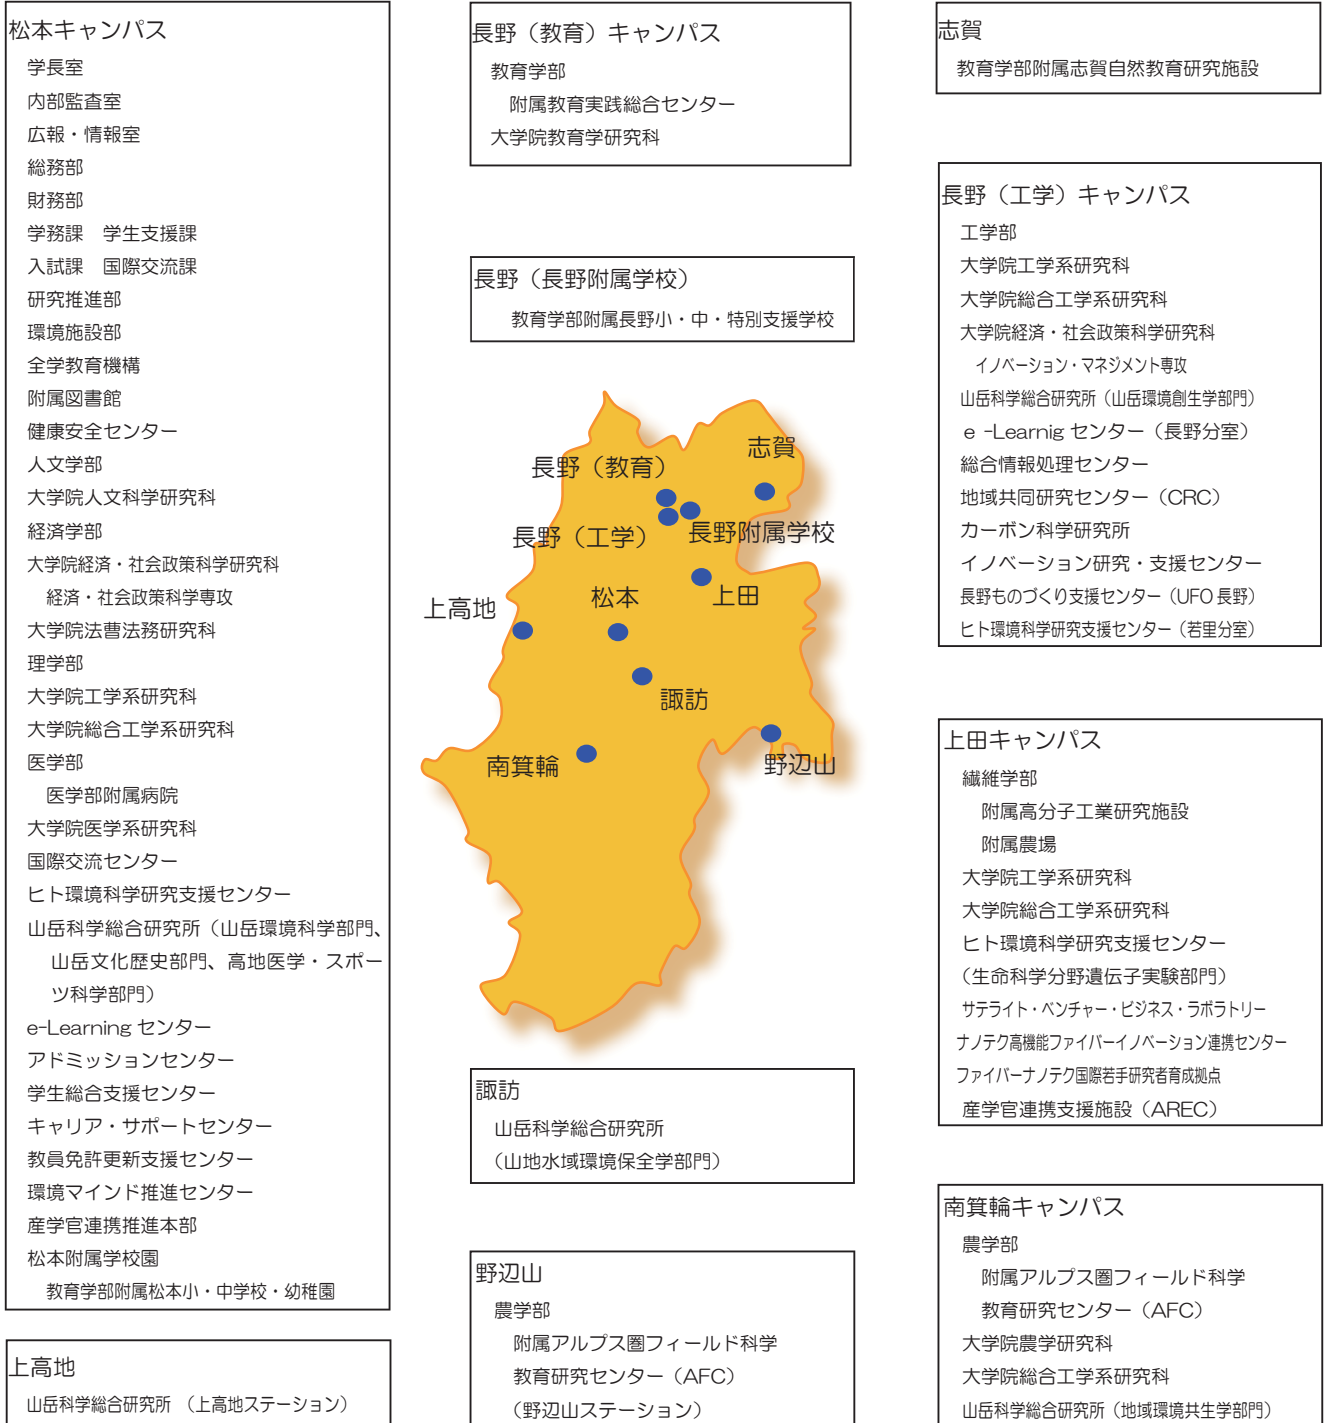 松本キャンパス
学長室
内部監査室
広報・情報室
総務部
財務部
学務課　学生支援課
入試課　国際交流課
研究推進部
環境施設部
全学教育機構
附属図書館
健康安全センター
人文学部
大学院人文科学研究科
経済学部
大学院経済・社会政策科学研究科
経済・社会政策科学専攻
大学院法曹法務研究科
理学部
大学院工学系研究科
大学院総合工学系研究科
医学部
医学部附属病院
大学院医学系研究科
国際交流センター
ヒト環境科学研究支援センター
山岳科学総合研究所（山岳環境科学部門、
山岳文化歴史部門、高地医学・スポー
ツ科学部門）
e-Learning センター
アドミッションセンター
学生総合支援センター
キャリア・サポートセンター
教員免許更新支援センター
環境マインド推進センター
産学官連携推進本部
松本附属学校園
教育学部附属松本小・中学校・幼稚園
上高地
山岳科学総合研究所　（上高地ステーション）
長野（教育）キャンパス
教育学部
附属教育実践総合センター
大学院教育学研究科
長野（長野附属学校）
教育学部附属長野小・中・特別支援学校
志賀
長野（教育）
長野附属学校
長野（工学）
上田
松本
上高地
諏訪
野辺山
南箕輪
諏訪
山岳科学総合研究所
（山地水域環境保全学部門）
野辺山
農学部
附属アルプス圏フィールド科学
教育研究センター（AFC）
（野辺山ステーション）
志賀
教育学部附属志賀自然教育研究施設
長野（工学）キャンパス
工学部
大学院工学系研究科
大学院総合工学系研究科
大学院経済・社会政策科学研究科
イノベーション・マネジメント専攻
山岳科学総合研究所（山岳環境創生学部門）
e -Learnig センター（長野分室）
総合情報処理センター
地域共同研究センター（CRC）
カーボン科学研究所
イノベーション研究・支援センター
長野ものづくり支援センター（UFO 長野）
ヒト環境科学研究支援センター（若里分室）
上田キャンパス
繊維学部
附属高分子工業研究施設
附属農場
大学院工学系研究科
大学院総合工学系研究科
ヒト環境科学研究支援センター
（生命科学分野遺伝子実験部門）
サテライト・ベンチャー・ビジネス・ラボラトリー
ナノテク高機能ファイバーイノベーション連携センター
ファイバーナノテク国際若手研究者育成拠点
産学官連携支援施設（AREC）
南箕輪キャンパス
農学部
附属アルプス圏フィールド科学
教育研究センター（AFC）
大学院農学研究科
大学院総合工学系研究科
山岳科学総合研究所（地域環境共生学部門）